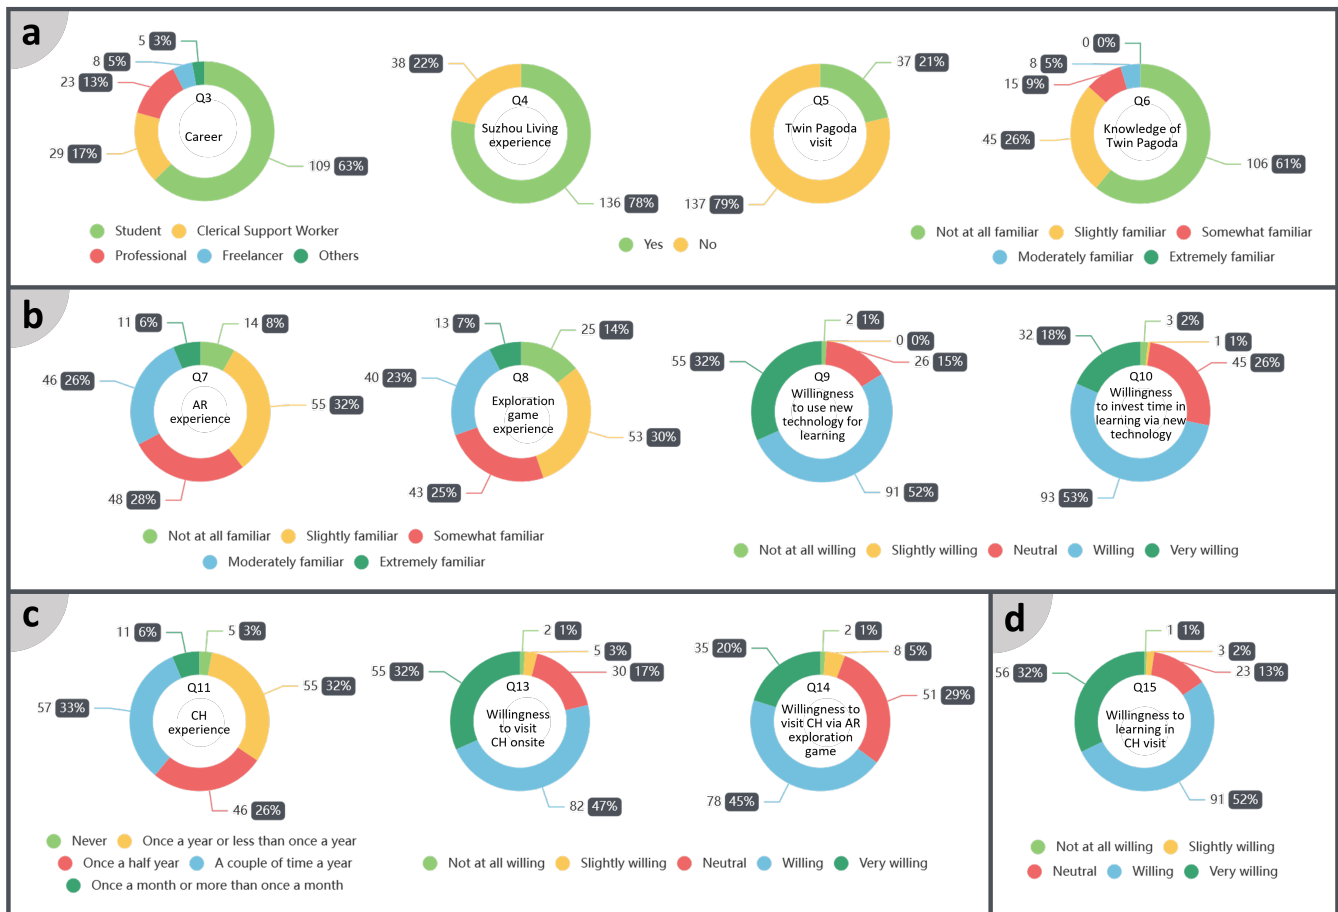 a
5 3%
8 5%
23 13%
29 17%
109 63%
Q3
Career
Student
Clerical Support Worker
Professional
Freelancer
Others
38 22%
136 78%
Q4
Suzhou Living
experience
37 21%
137 79%
Q5
Twin Pagoda
visit
Yes
No
0 0%
8 5%
15 9%
45 26%
106 61%
Q6
Knowledge of
Twin Pagoda
Not at all familiar
Slightly familiar
Somewhat familiar
Moderately familiar
Extremely familiar
b
11 6%
14 8%
46 26%
55 32%
48 28%
Q7
AR
experience
13 7%
25 14%
40 23%
53 30%
43 25%
Q8
Exploration
game
experience
Not at all familiar
Slightly familiar
Somewhat familiar
Moderately familiar
Extremely familiar
2 1%
0 0%
26 15%
55 32%
91 52%
Q9
Willingness
to use new
technology for
learning
3 2%
1 1%
45 26%
32 18%
93 53%
Q10
Willingness
to invest time in
learning via new
technology
Not at all willing
Slightly willing
Neutral
Willing
Very willing
c
11 6%
5 3%
55 32%
57 33%
46 26%
Q11
CH
experience
Never
Once a year or less than once a year
Once a half year
A couple of time a year
Once a month or more than once a month
2 1%
5 3%
30 17%
55 32%
82 47%
Q13
Willingness
to visit
CH onsite
2 1%
8 5%
51 29%
35 20%
78 45%
Q14
Willingness to
visit CH via AR
exploration
game
Not at all willing
Slightly willing
Neutral
Willing
Very willing
d
1 1%
3 2%
23 13%
56 32%
91 52%
Q15
Willingness to
learning in
CH visit
Not at all willing
Slightly willing
Neutral
Willing
Very willing